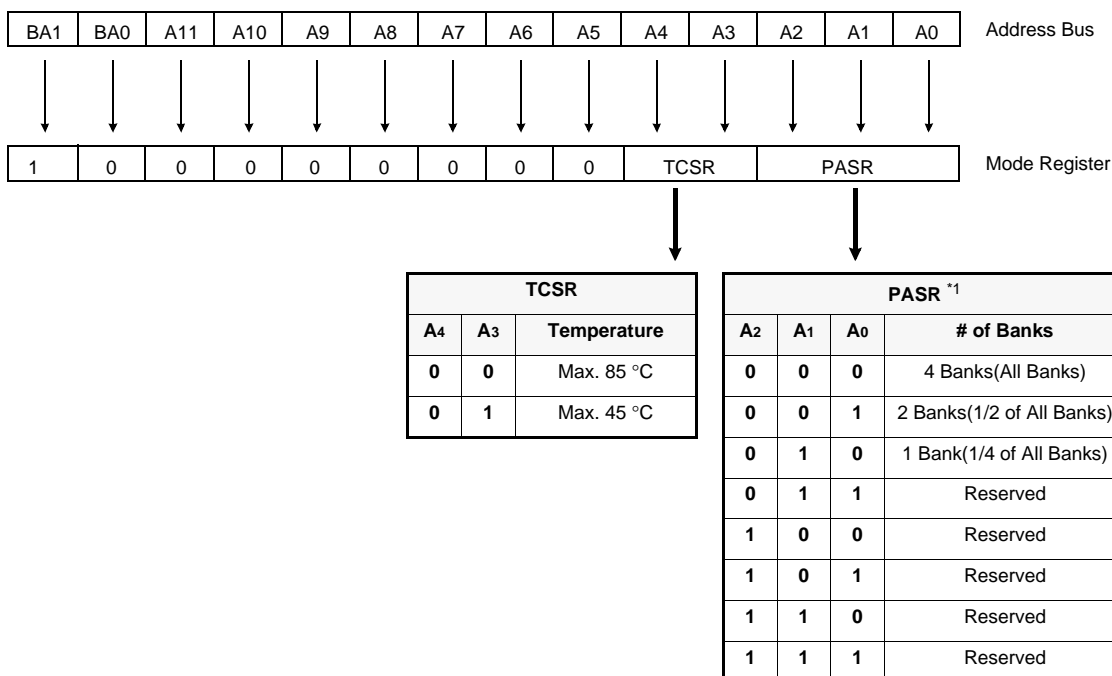 BA1 BA0 A11 A10 A9 A8 A7 A6 A5 A4 A3 A2 A1 A0 Address Bus
1 0 0 0 0 0 0 0 0 TCSR PASR Mode Register
TCSR
A4 A3 Temperature
0 0 Max. 85 °C
0 1 Max. 45 °C
PASR *1
A2 A1 A0 # of Banks
0 0 0 4 Banks(All Banks)
0 0 1 2 Banks(1/2 of All Banks)
0 1 0 1 Bank(1/4 of All Banks)
0 1 1 Reserved
1 0 0 Reserved
1 0 1 Reserved
1 1 0 Reserved
1 1 1 Reserved